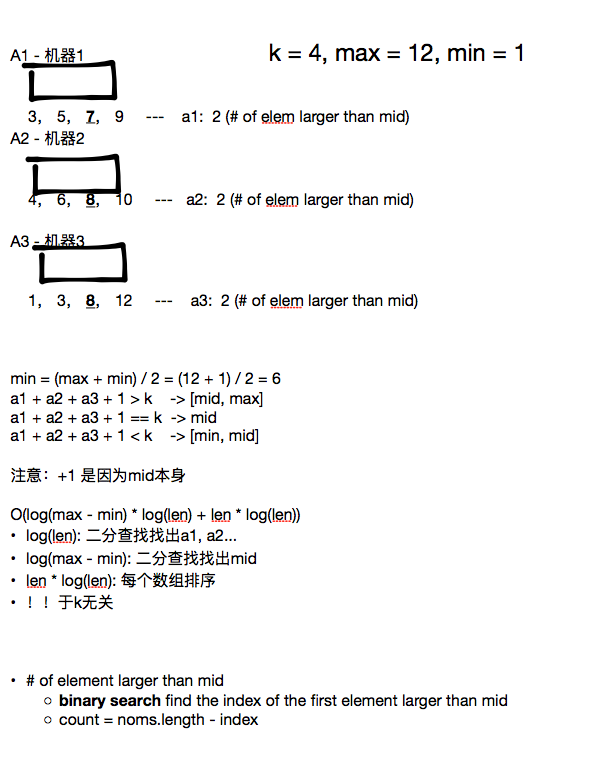 A1 - 机器1
k = 4, max = 12, min = 1
3, 5, 7, 9 --- a1: 2 (# of elem larger than mid)
A2 - 机器2
4, 6, 8, 10 --- a2: 2 (# of elem larger than mid)
A3 - 机器3
1, 3, 8, 12 --- a3: 2 (# of elem larger than mid)
min = (max + min) / 2 = (12 + 1) / 2 = 6
a1 + a2 + a3 + 1 > k -> [mid, max]
a1 + a2 + a3 + 1 == k -> mid
a1 + a2 + a3 + 1 < k -> [min, mid]
注意：+1 是因为mid本身
O(log(max - min) * log(len) + len * log(len))
• log(len): 二分查找找出a1, a2...
• log(max - min): 二分查找找出mid
• len * log(len): 每个数组排序
• ！！于k无关
• # of element larger than mid
○ binary search find the index of the first element larger than mid
○ count = noms.length - index